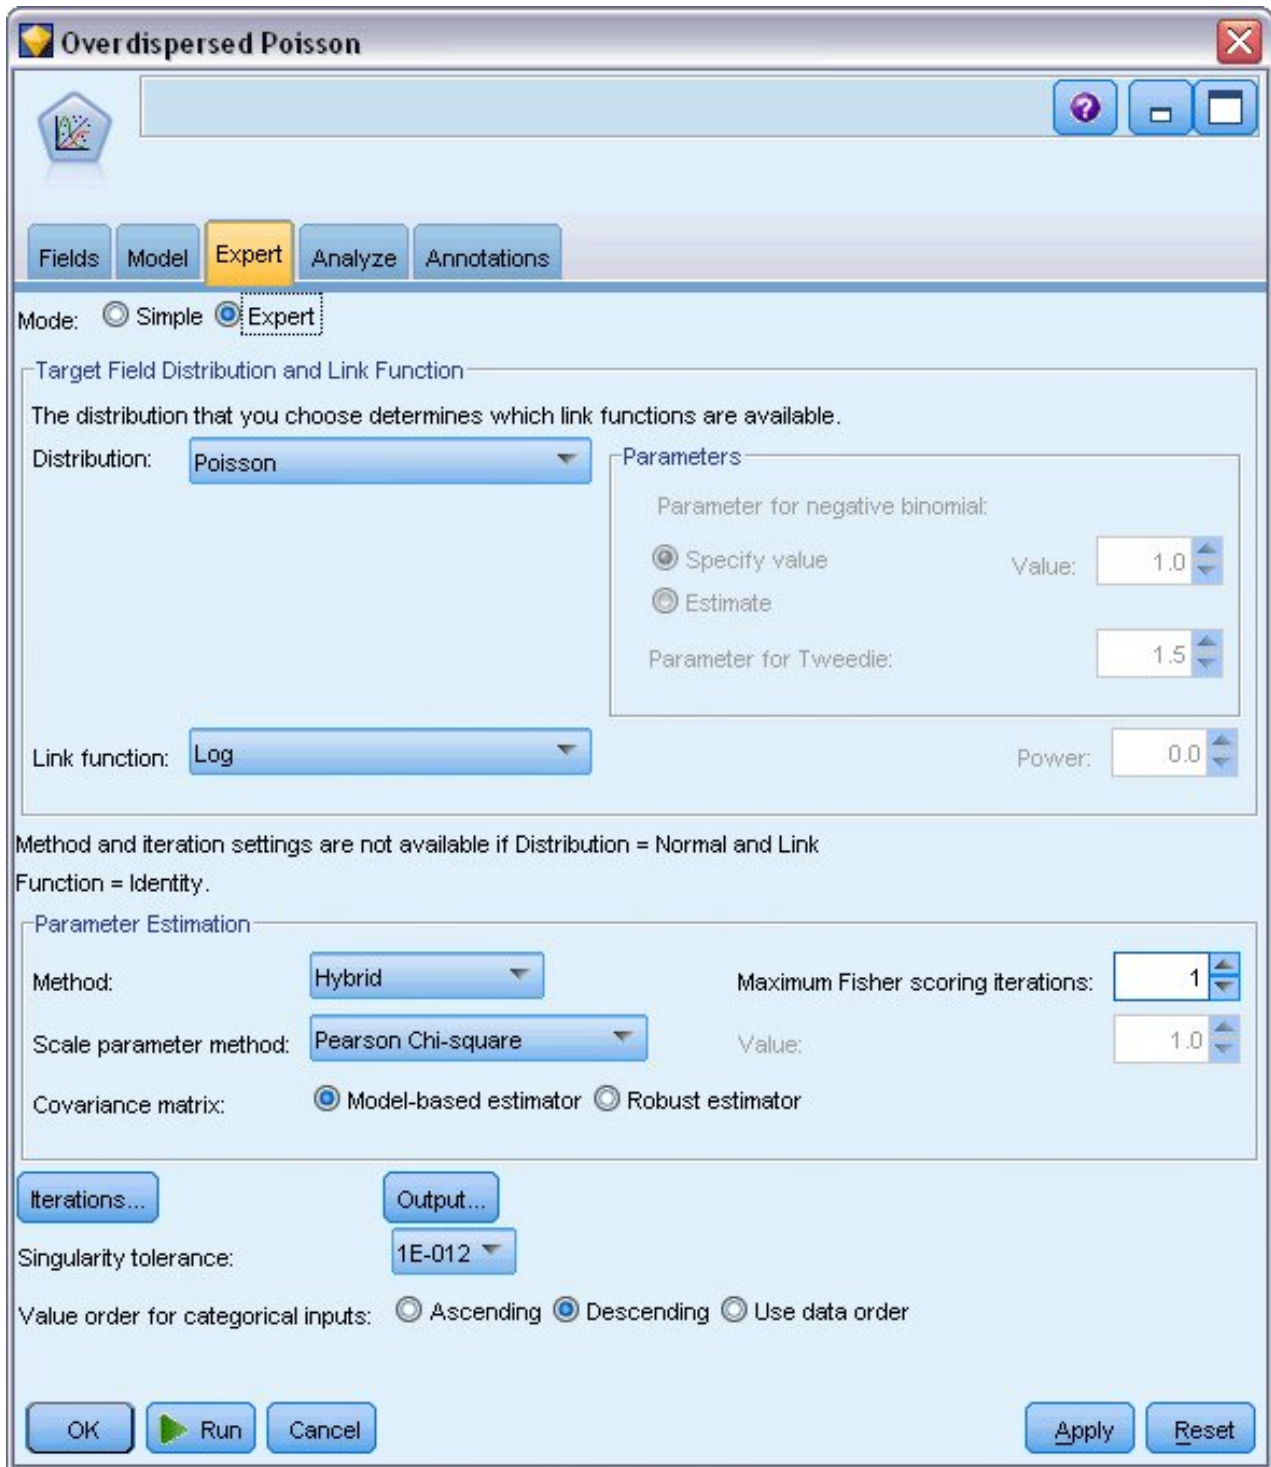 Overdispersed Poisson
Fields Model Expert Analyze Annotations
Mode: Simple Expert
Target Field Distribution and Link Function
The distribution that you choose determines which link functions are available.
Distribution: Poisson
Parameters
Parameter for negative binomial:
Specify value Value: 1.0
Estimate
Parameter for Tweedie: 1.5
Link function: Log Power: 0.0
Method and iteration settings are not available if Distribution = Normal and Link
Function = Identity.
Parameter Estimation
Method: Hybrid Maximum Fisher scoring iterations: 1
Scale parameter method: Pearson Chi-square Value: 1.0
Covariance matrix: Model-based estimator Robust estimator
Iterations... Output...
Singularity tolerance: 1E-012
Value order for categorical inputs: Ascending Descending Use data order
OK Run Cancel Apply Reset